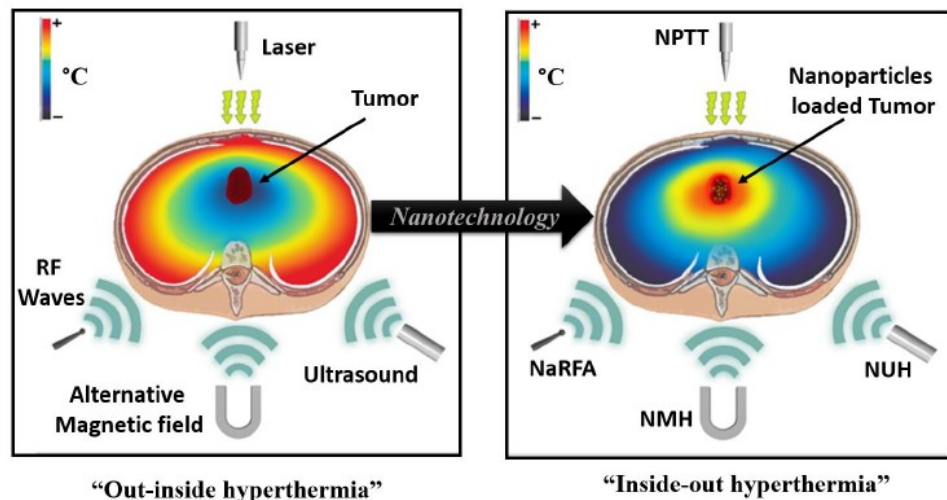 +
°C
−
Laser
Tumor
RF
Waves
Ultrasound
Alternative
Magnetic field
“Out-inside hyperthermia”
Nanotechnology
+
°C
−
NPTT
Nanoparticles
loaded Tumor
NaRFA
NUH
NMH
“Inside-out hyperthermia”